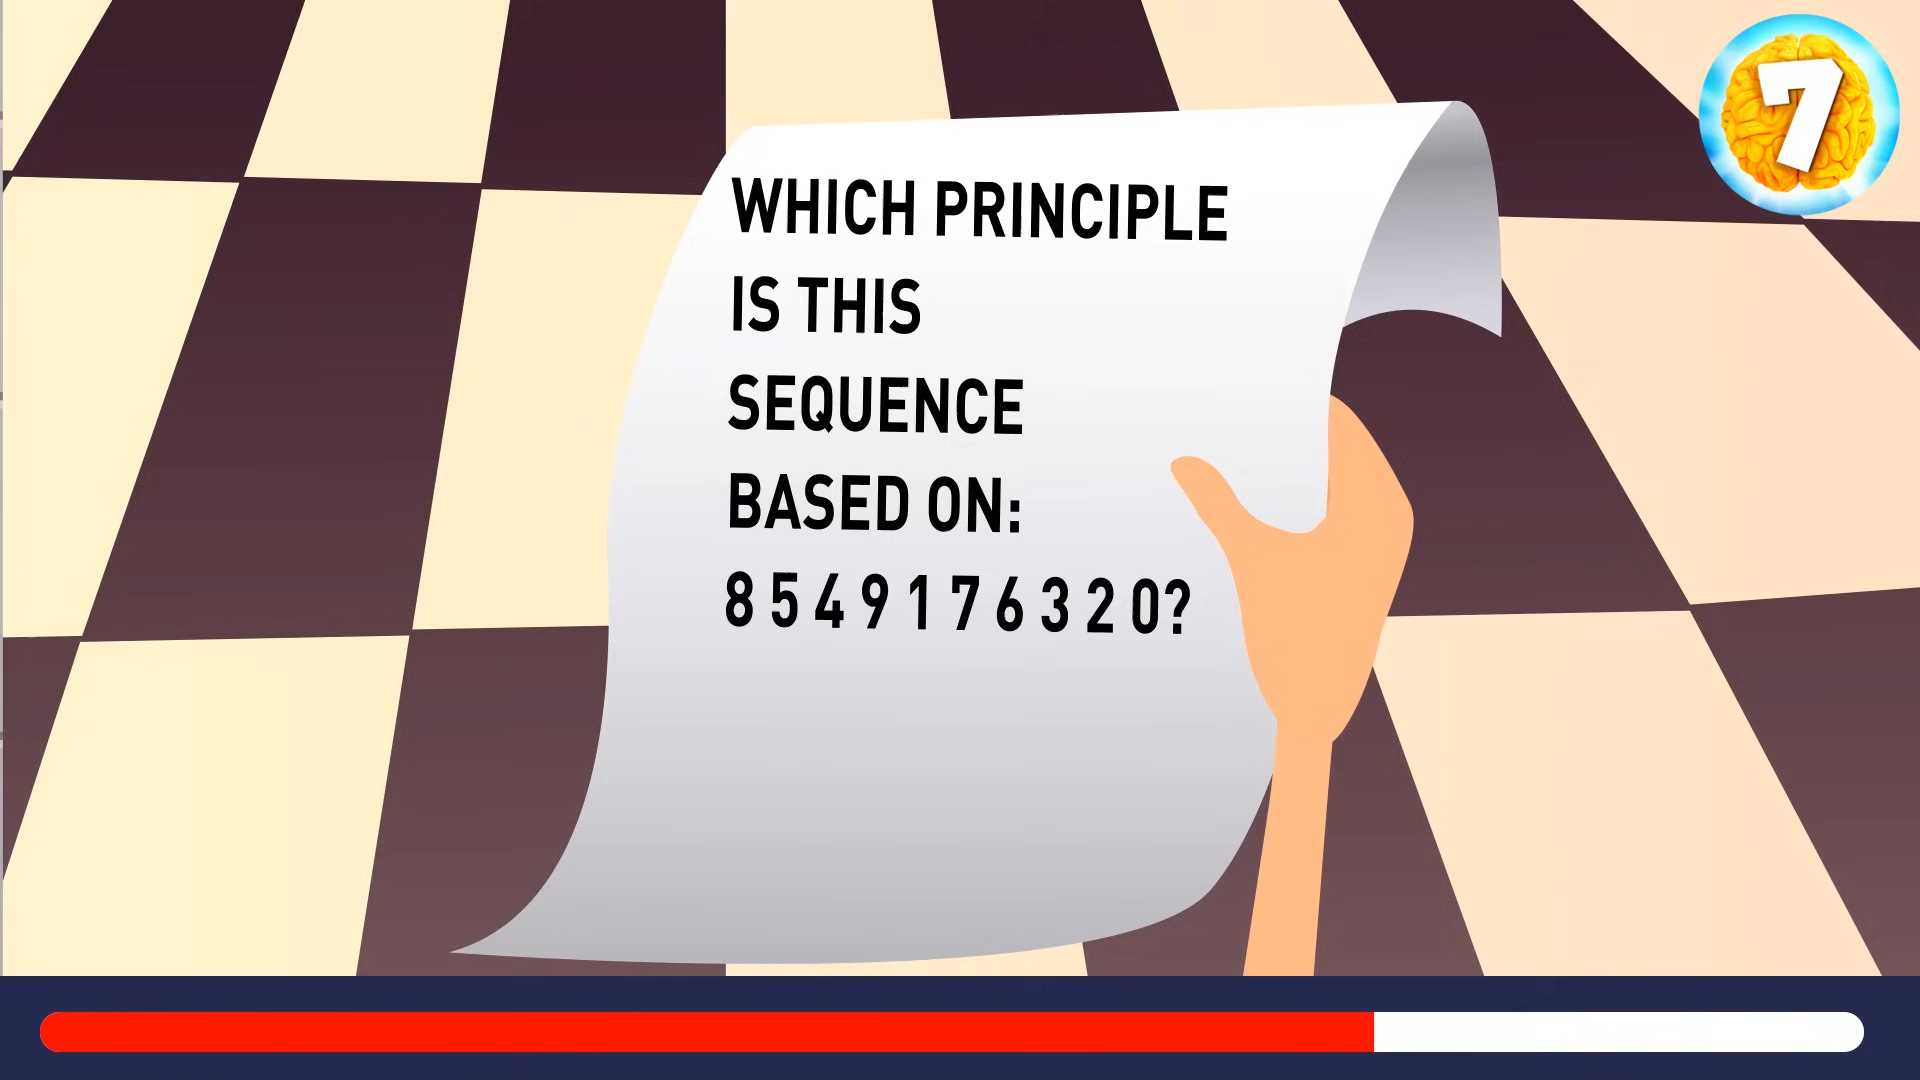 7
WHICH PRINCIPLE
IS THIS
SEQUENCE
BASED ON:
8 5 4 9 1 7 6 3 2 0?